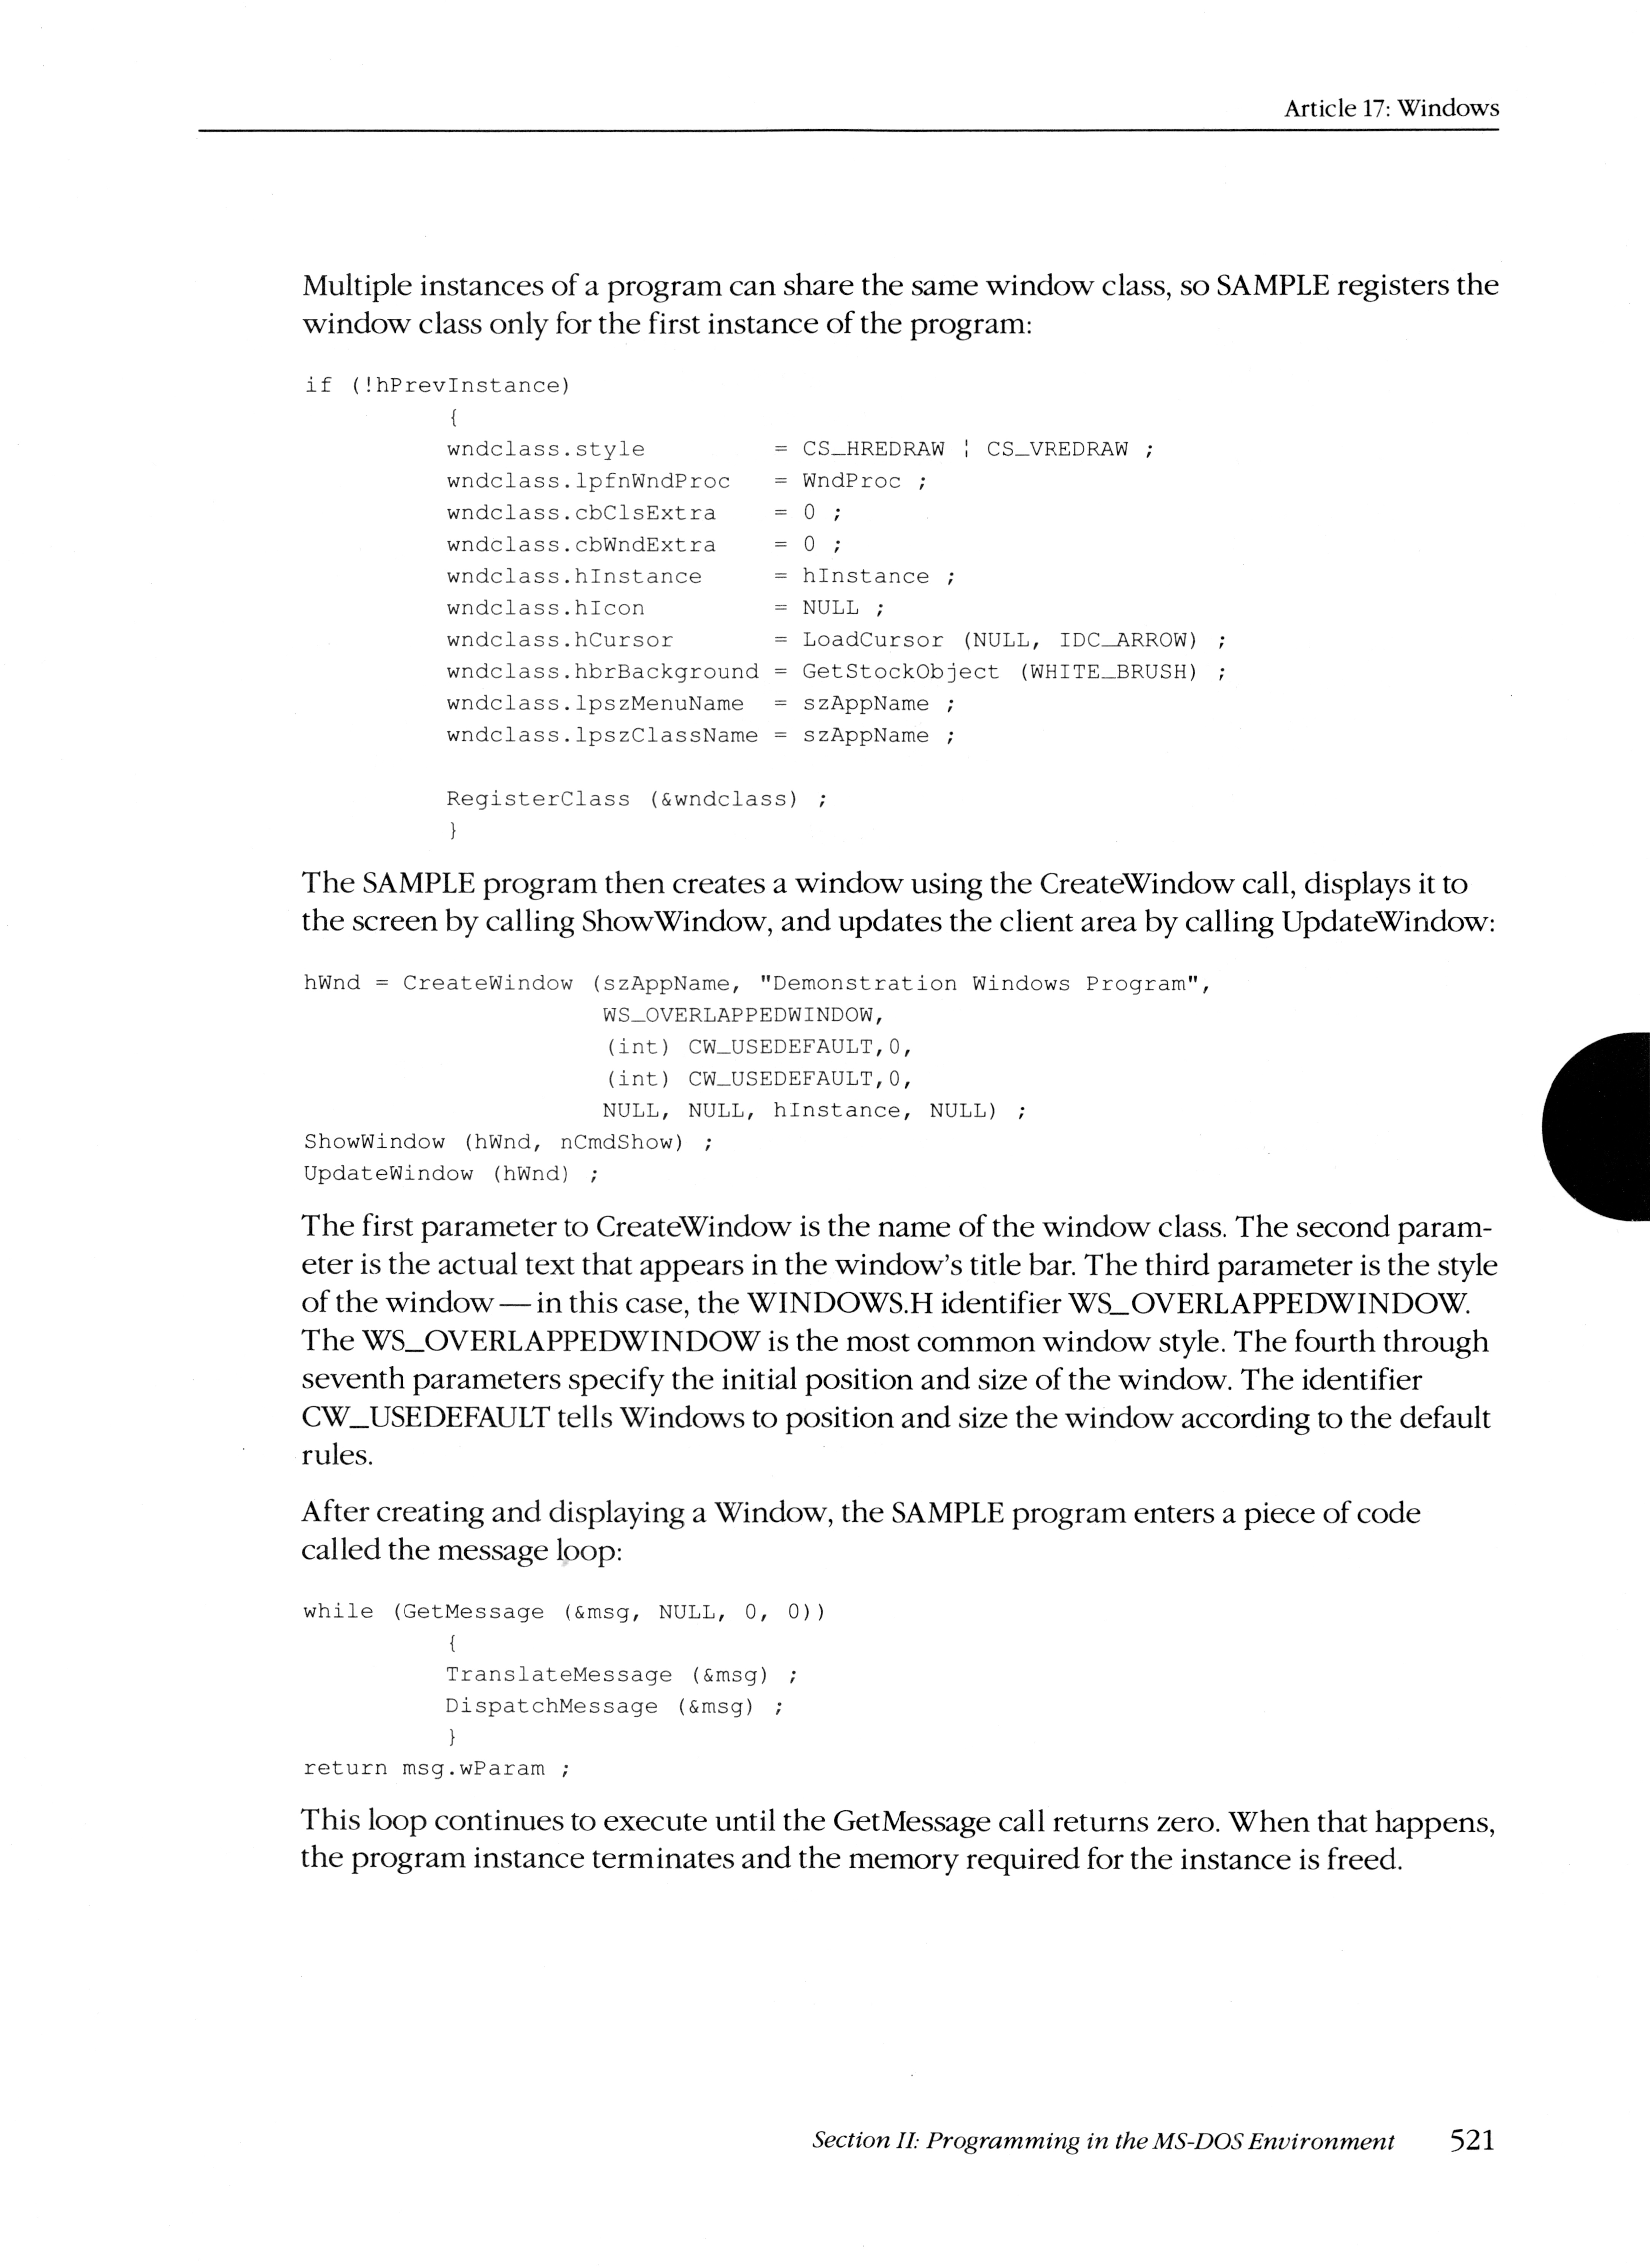 Article 17: Windows
Multiple instances of a program can share the same window class, so SAMPLE registers the
window class only for the first instance of the program:
if (!hPrevInstance)
{
wndclass.style = CS_HREDRAW ¦ CS_VREDRAW ;
wndclass.lpfnWndProc = WndProc ;
wndclass.cbClsExtra = 0 ;
wndclass.cbWndExtra = 0 ;
wndclass.hInstance = hInstance ;
wndclass.hIcon = NULL ;
wndclass.hCursor = LoadCursor (NULL, IDC_ARROW) ;
wndclass.hbrBackground = GetStockObject (WHITE_BRUSH) ;
wndclass.lpszMenuName = szAppName ;
wndclass.lpszClassName = szAppName ;
RegisterClass (&wndclass) ;
}
The SAMPLE program then creates a window using the CreateWindow call, displays it to
the screen by calling ShowWindow, and updates the client area by calling UpdateWindow:
hWnd = CreateWindow (szAppName, "Demonstration Windows Program",
WS_OVERLAPPEDWINDOW,
(int) CW_USEDEFAULT,0,
(int) CW_USEDEFAULT,0,
NULL, NULL, hInstance, NULL) ;
ShowWindow (hWnd, nCmdShow) ;
UpdateWindow (hWnd) ;
The first parameter to CreateWindow is the name of the window class. The second param-
eter is the actual text that appears in the window's title bar. The third parameter is the style
of the window — in this case, the WINDOWS.H identifier WS_OVERLAPPEDWINDOW.
The WS_OVERLAPPEDWINDOW is the most common window style. The fourth through
seventh parameters specify the initial position and size of the window. The identifier
CW_USEDEFAULT tells Windows to position and size the window according to the default
rules.
After creating and displaying a Window, the SAMPLE program enters a piece of code
called the message loop:
while (GetMessage (&msg, NULL, 0, 0))
{
TranslateMessage (&msg) ;
DispatchMessage (&msg) ;
}
return msg.wParam ;
This loop continues to execute until the GetMessage call returns zero. When that happens,
the program instance terminates and the memory required for the instance is freed.
Section II: Programming in the MS-DOS Environment 521